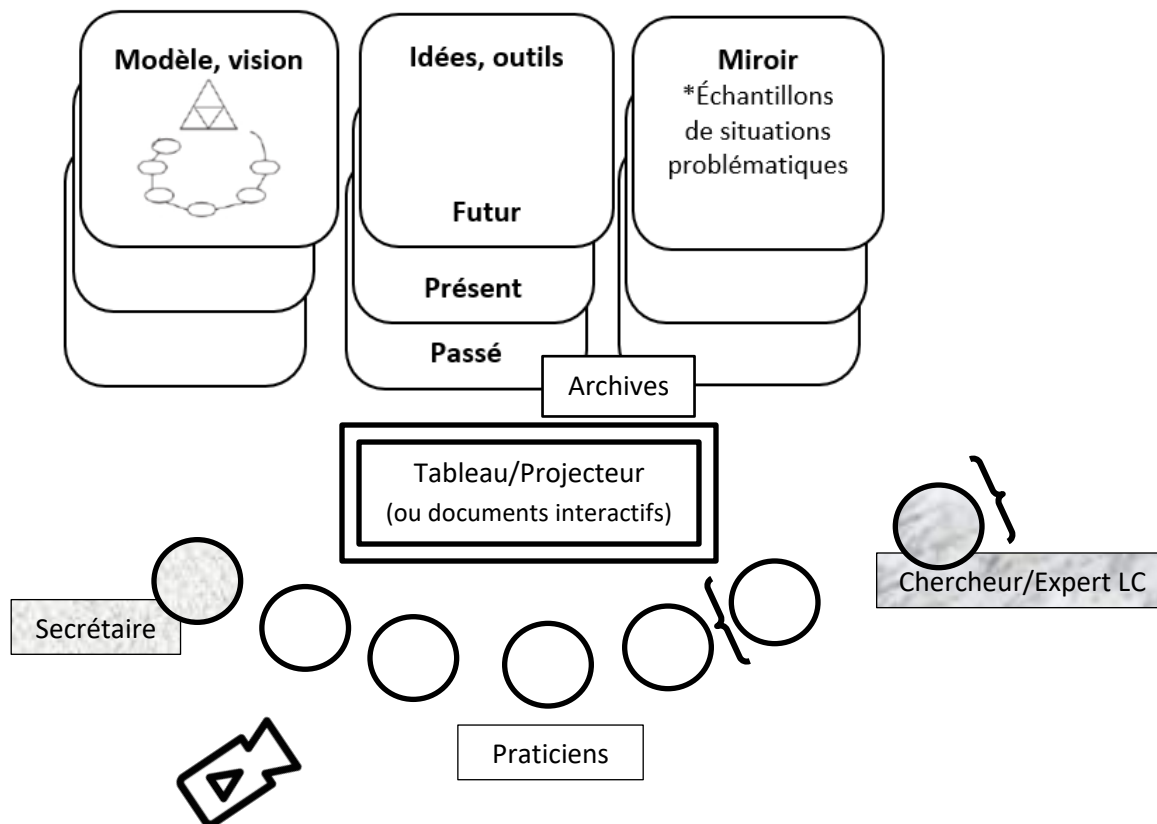 Modèle, vision
Idées, outils
Miroir
*Échantillons
de situations
problématiques
Futur
Présent
Passé
Archives
Tableau/Projecteur
(ou documents interactifs)
Chercheur/Expert LC
Secrétaire
Praticiens